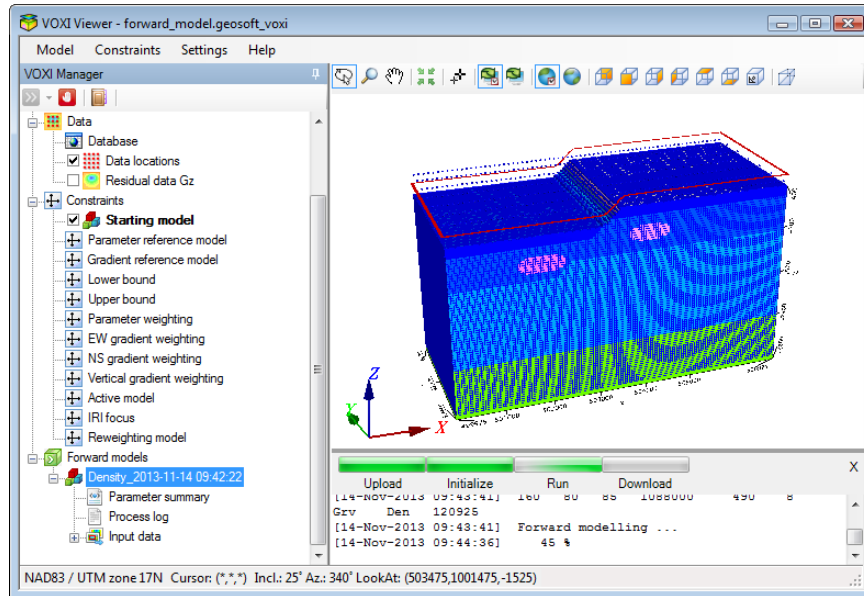 VOXI Viewer - forward_model.geosoft_voxi
Model Constraints Settings Help
VOXI Manager
Data
Database
Data locations
Residual data Gz
Constraints
Starting model
Parameter reference model
Gradient reference model
Lower bound
Upper bound
Parameter weighting
EW gradient weighting
NS gradient weighting
Vertical gradient weighting
Active model
IRI focus
Reweighting model
Forward models
Density_2013-11-14 09:42:22
Parameter summary
Process log
Input data
Z
Y
X
X
Upload Initialize Run Download
[14-Nov-2013 09:43:41] 160 80 85 1088000 490 8
Grv Den 120925
[14-Nov-2013 09:43:41] Forward modelling ...
[14-Nov-2013 09:44:36] 45 %
NAD83 / UTM zone 17N Cursor: (*,*,*) Incl.: 25° Az.: 340° LookAt: (503475,1001475,-1525)